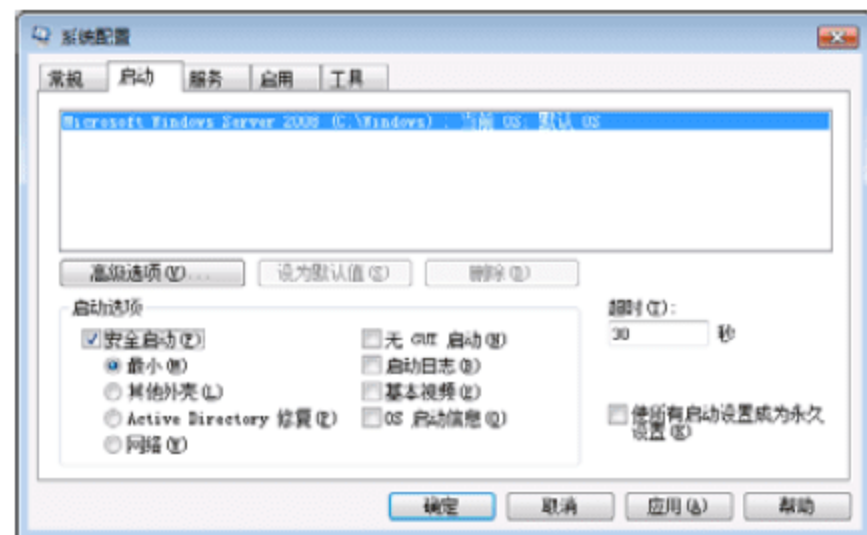 系统配置
常规 启动 服务 启用 工具
Microsoft Windows Server 2008 (C:\Windows) : 当前 OS; 默认 OS
高级选项(V)... 设为默认值(S) 删除(D)
启动选项
超时(T):
安全启动(F) 无 GUI 启动(N) 30 秒
最小(M) 启动日志(B)
其他外壳(L) 基本视频(E)
Active Directory 修复(P) OS 启动信息(O) 使所有启动设置成为永久
设置(K)
网络(W)
确定 取消 应用(A) 帮助